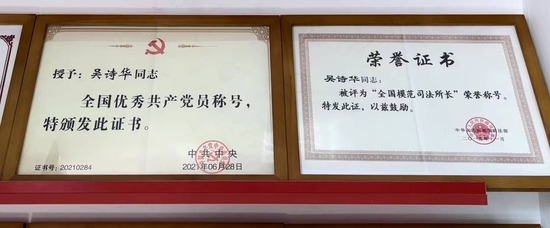 授予:吴诗华同志
全国优秀共产党员称号,
特颁发此证书。
中共中央
2021年06月28日
证书号:20210284
荣誉证书
吴诗华同志:
被评为“全国模范司法所长”荣誉称号。
特发此证,以兹鼓励。